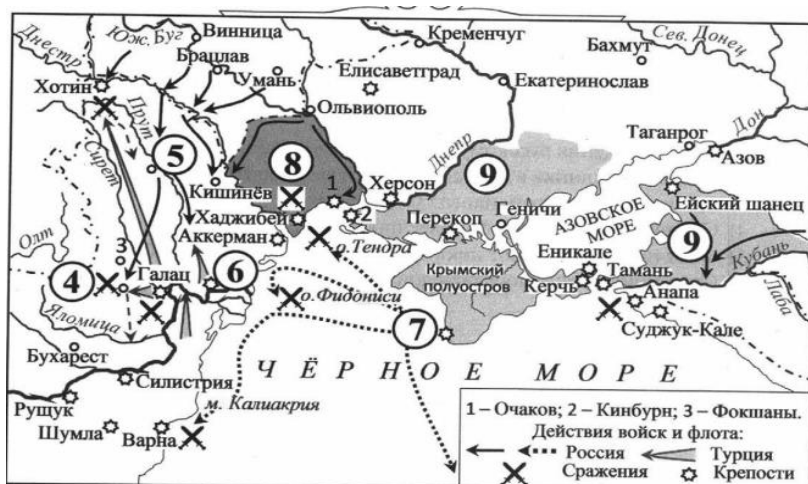 Днестр
Юж. Буг
Винница
Кременчуг
Бахмут
Сев. Донец
Брацлав
Умань
Елисаветград
Екатеринослав
Хотин
Ольвиополь
Прут
Сирет
Днепр
Таганрог
Дон
Азов
5
8
9
1
Херсон
Кишинёв
2
Хаджибей
Перекоп
Геничи
АЗОВСКОЕ
МОРЕ
Ейский шанец
9
Олт
3
Аккерман
о. Тендра
Еникале
Кубань
4
Галац
6
Крымский
полуостров
Керчь
Тамань
Лаба
Яломица
о. Фидониси
Анапа
7
Суджук-Кале
Бухарест
Силистрия
ЧЁРНОЕ МОРЕ
Рущук
м. Калиакрия
Шумла
Варна
1 – Очаков; 2 – Кинбурн; 3 – Фокшаны.
Действия войск и флота:
Россия
Турция
Сражения
Крепости